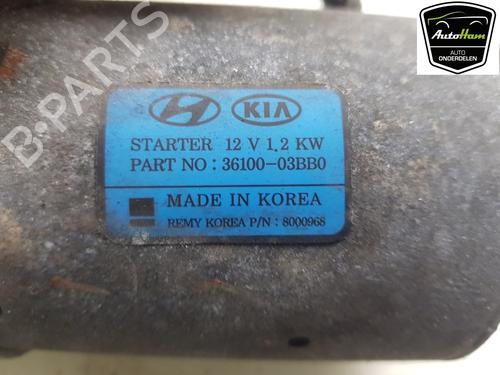 AutoHam
AUTO
ONDERDELEN
B-PARTS
KIA
STARTER 12 V 1.2 KW
PART NO : 36100-03BB0
MADE IN KOREA
REMY KOREA P/N : 8000968